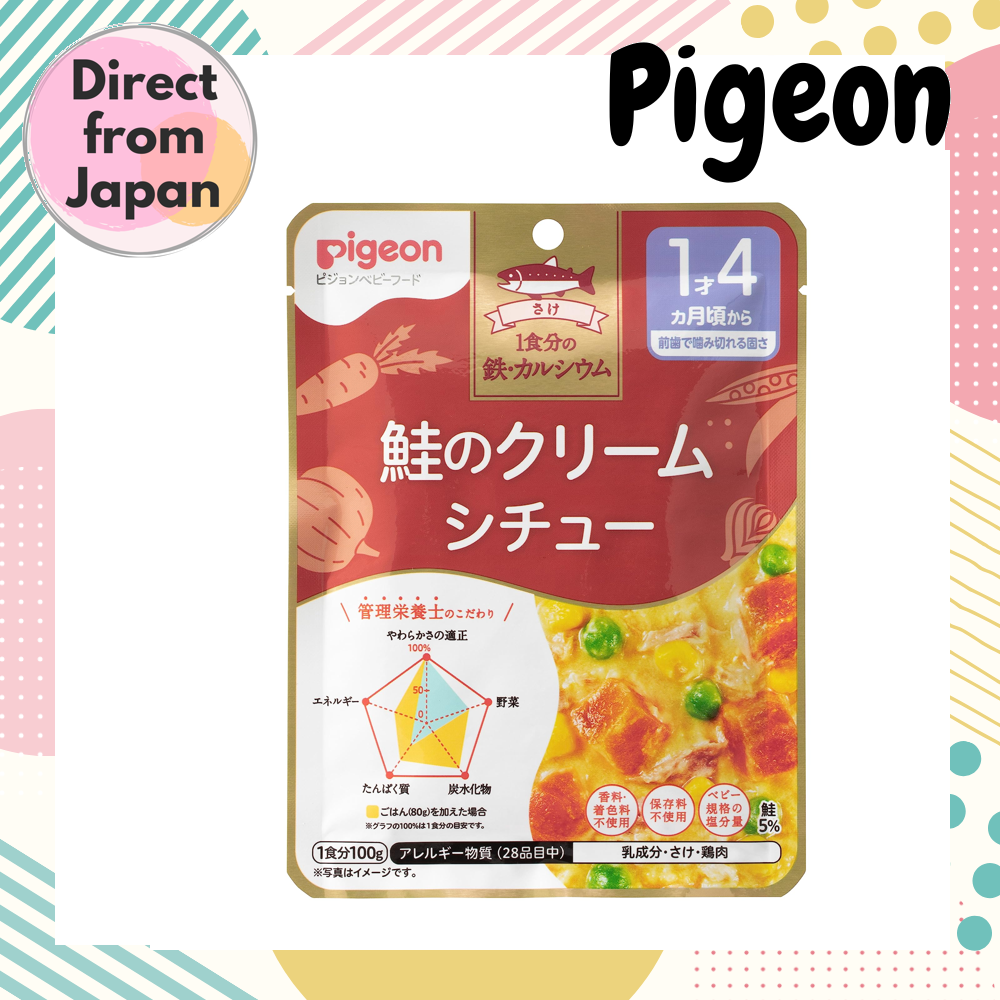 Direct
from
Japan
Pigeon
pigeon
ピジョンベビーフード
さけ
1食分の
鉄・カルシウム
1才4
カ月頃から
前歯で噛み切れる固さ
鮭のクリーム
シチュー
管理栄養士のこだわり
やわらかさの適正
100%
エネルギー
50
野菜
0
たんぱく質
炭水化物
ごはん(80g)を加えた場合
※グラフの100%は1食分の目安です。
香料・
着色料
不使用
保存料
不使用
ベビー
規格の
塩分量
鮭
5%
1食分100g
アレルギー物質（28品目中）
乳成分・さけ・鶏肉
※写真はイメージです。